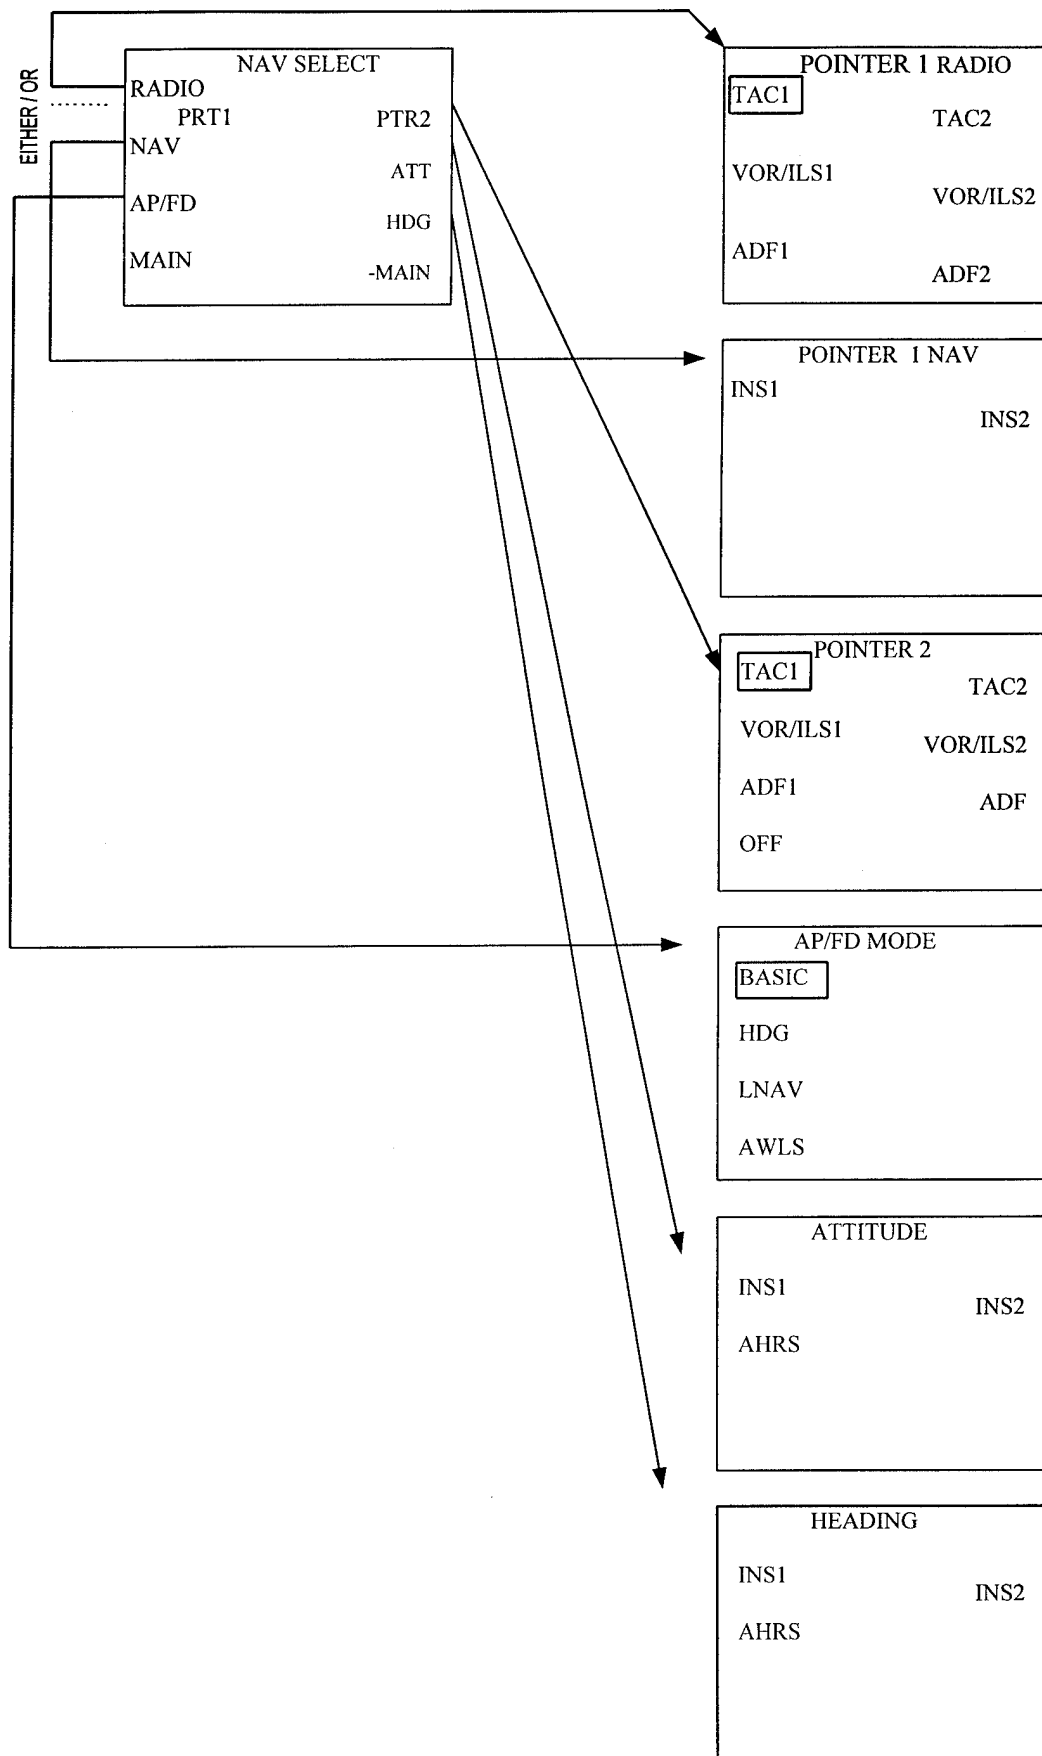 EITHER / OR
NAV SELECT
RADIO
PRT1
PTR2
NAV
ATT
AP/FD
HDG
MAIN
-MAIN
POINTER 1 RADIO
TAC1
TAC2
VOR/ILS1
VOR/ILS2
ADF1
ADF2
POINTER 1 NAV
INS1
INS2
POINTER 2
TAC1
TAC2
VOR/ILS1
VOR/ILS2
ADF1
ADF
OFF
AP/FD MODE
BASIC
HDG
LNAV
AWLS
ATTITUDE
INS1
INS2
AHRS
HEADING
INS1
INS2
AHRS